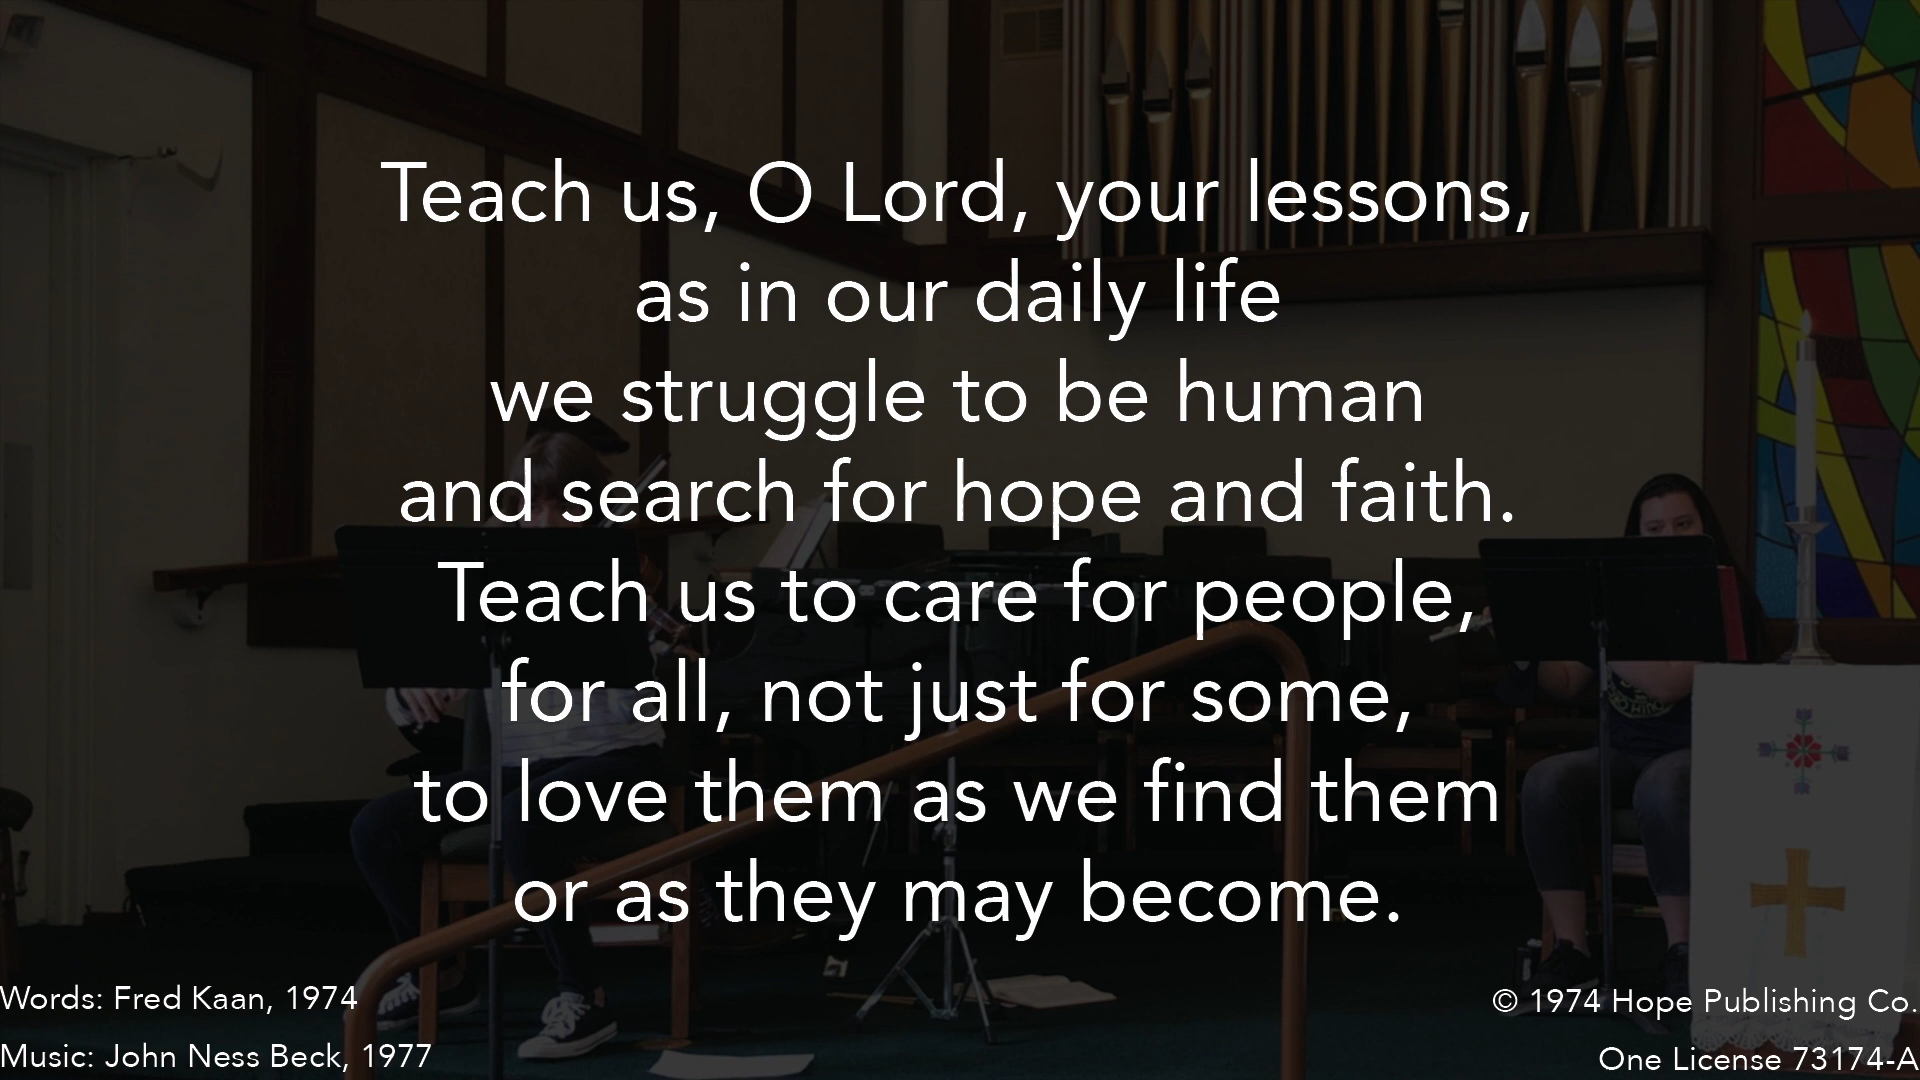 Teach us, O Lord, your lessons,
as in our daily life
we struggle to be human
and search for hope and faith.
Teach us to care for people,
for all, not just for some,
to love them as we find them
or as they may become.
Words: Fred Kaan, 1974
Music: John Ness Beck, 1977
© 1974 Hope Publishing Co.
One License 73174-A